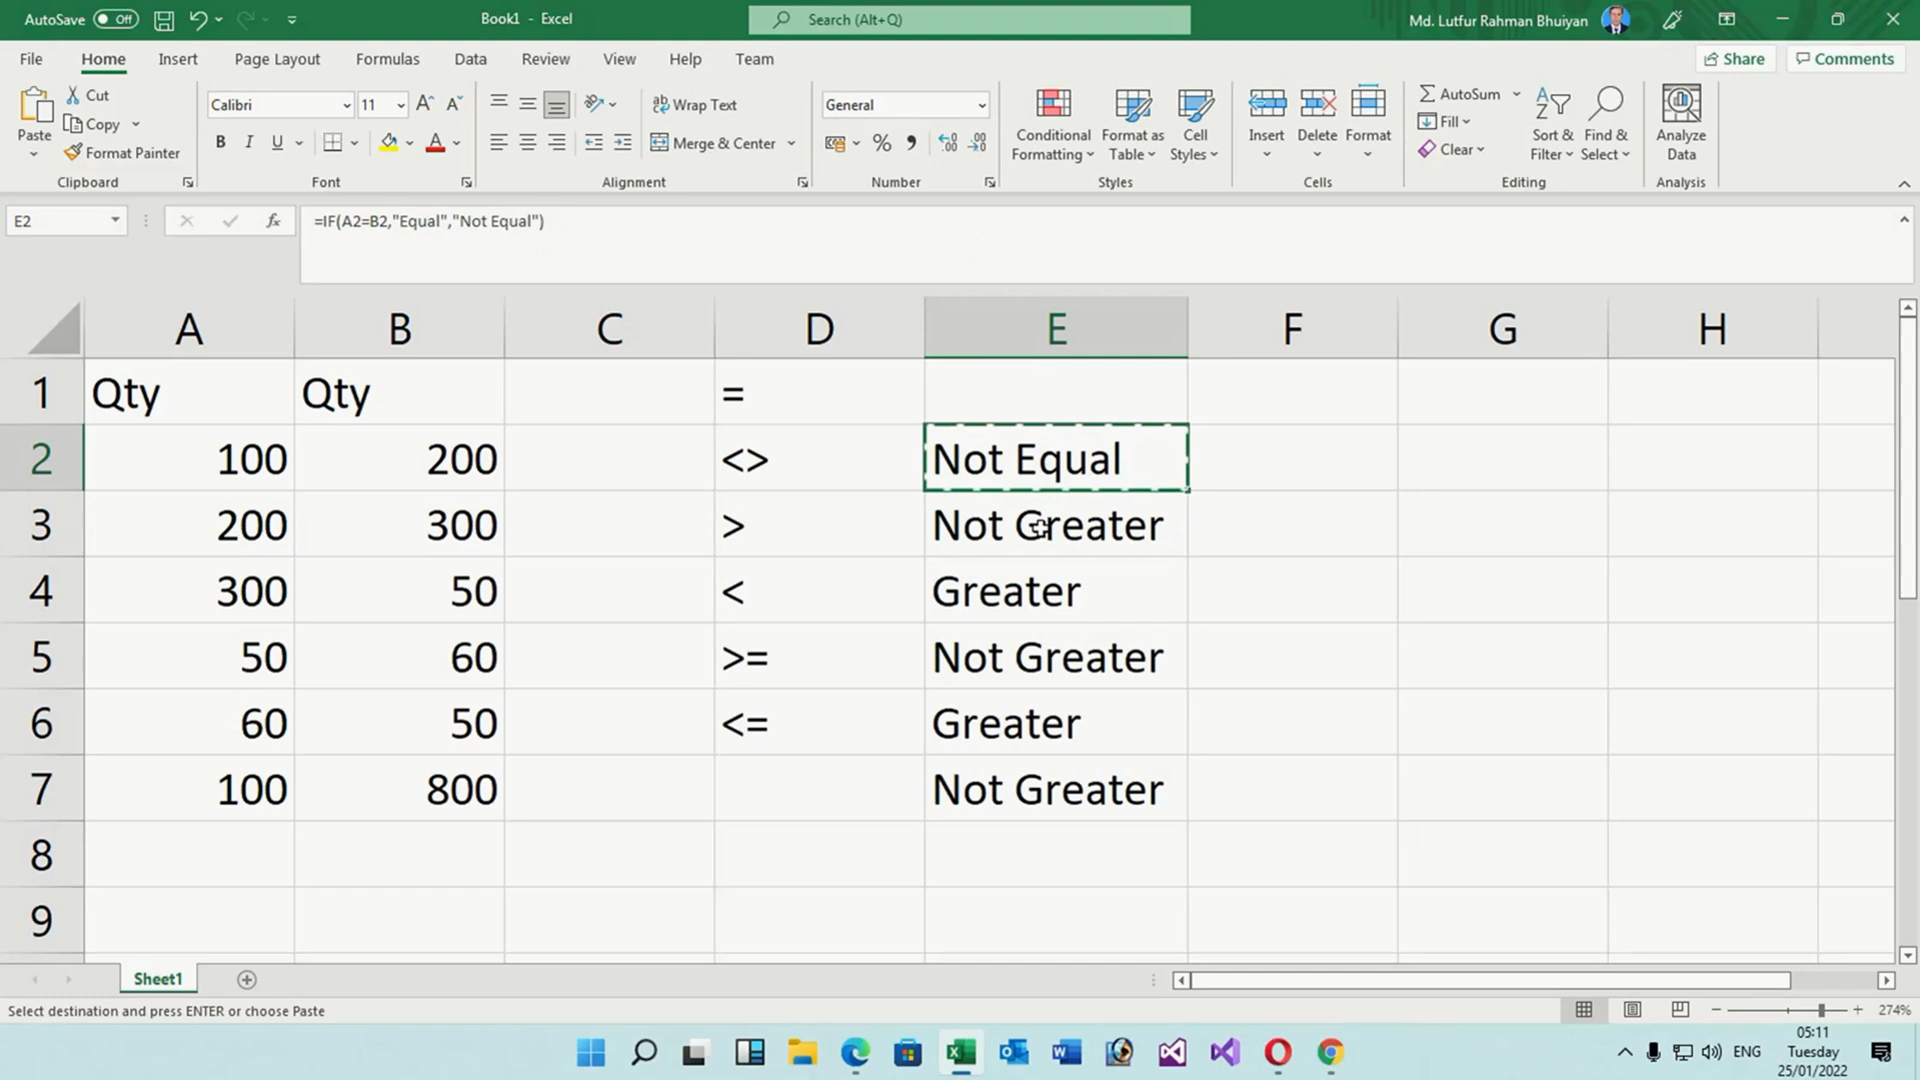 AutoSave Off Book1 - Excel Search (Alt+Q) Md. Lutfur Rahman Bhuiyan
File Home Insert Page Layout Formulas Data Review View Help Team Share Comments
Paste Cut Copy Format Painter Clipboard
Calibri 11 B I U Font
Wrap Text Merge & Center Alignment
General % Number
Conditional Formatting Format as Table Cell Styles Styles
Insert Delete Format Cells
AutoSum Fill Clear Sort & Filter Find & Select Editing
Analyze Data Analysis
E2 fx =IF(A2=B2,"Equal","Not Equal")
A B C D E F G H
1 Qty Qty =
2 100 200 <> Not Equal
3 200 300 > Not Greater
4 300 50 < Greater
5 50 60 >= Not Greater
6 60 50 <= Greater
7 100 800 Not Greater
8
9
Sheet1
Select destination and press ENTER or choose Paste 274%
ENG 05:11
Tuesday
25/01/2022